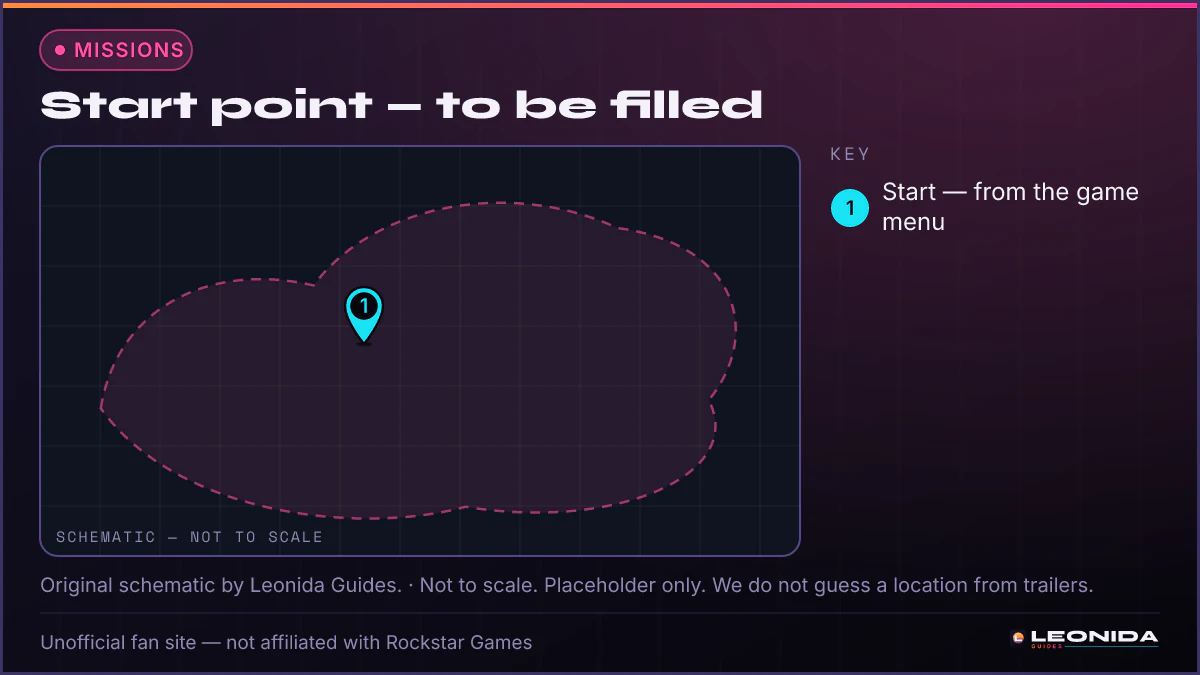 MISSIONS
Start point – to be filled
KEY
1
Start — from the game
menu
1
SCHEMATIC — NOT TO SCALE
Original schematic by Leonida Guides. · Not to scale. Placeholder only. We do not guess a location from trailers.
Unofficial fan site — not affiliated with Rockstar Games
LEONIDA
GUIDES